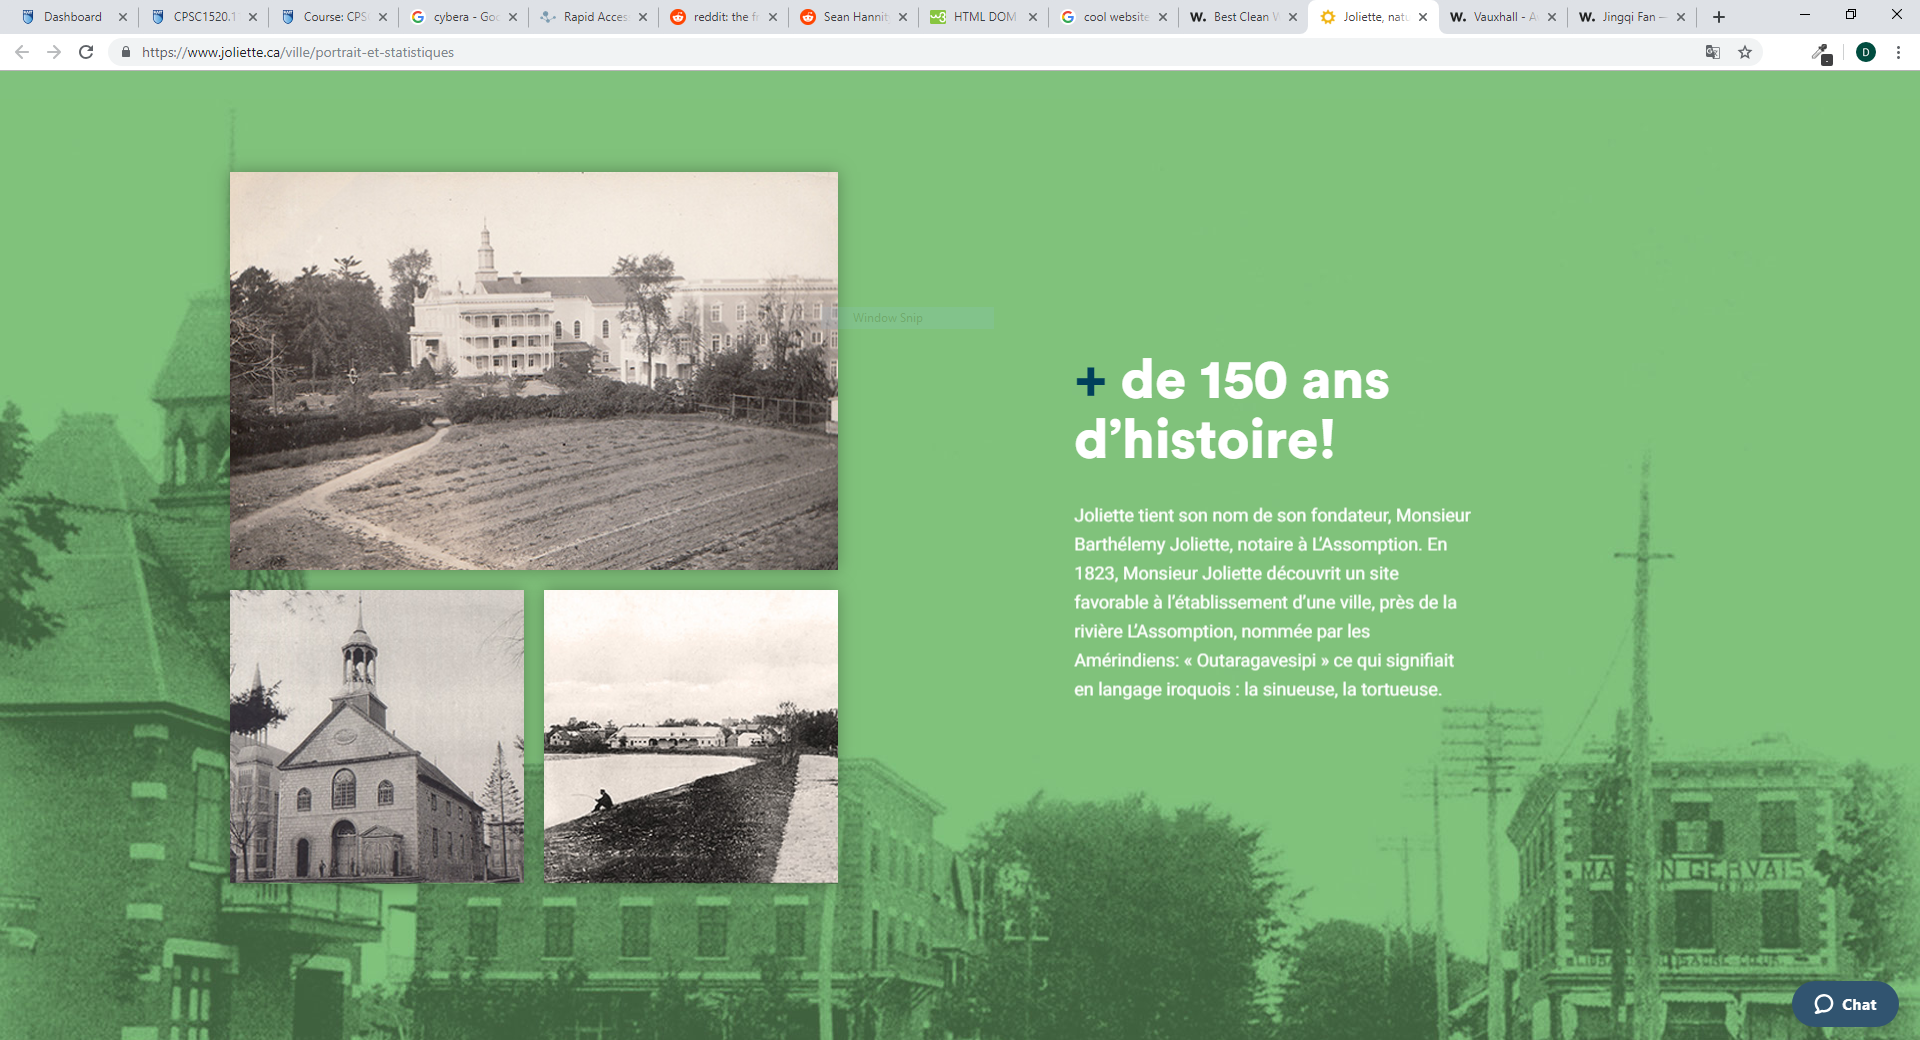 Dashboard
CPSC1520.1
Course: CPS
cybera - Goo
Rapid Acces
reddit: the fr
Sean Hannit
HTML DOM
cool website
Best Clean W
Joliette, natu
Vauxhall - A
Jingqi Fan —
https://www.joliette.ca/ville/portrait-et-statistiques
D
Window Snip
+ de 150 ans
d’histoire!
Joliette tient son nom de son fondateur, Monsieur
Barthélemy Joliette, notaire à L’Assomption. En
1823, Monsieur Joliette découvrit un site
favorable à l’établissement d’une ville, près de la
rivière L’Assomption, nommée par les
Amérindiens: « Outaragavesipi » ce qui signifiait
en langage iroquois : la sinueuse, la tortueuse.
GERVAIS
Chat